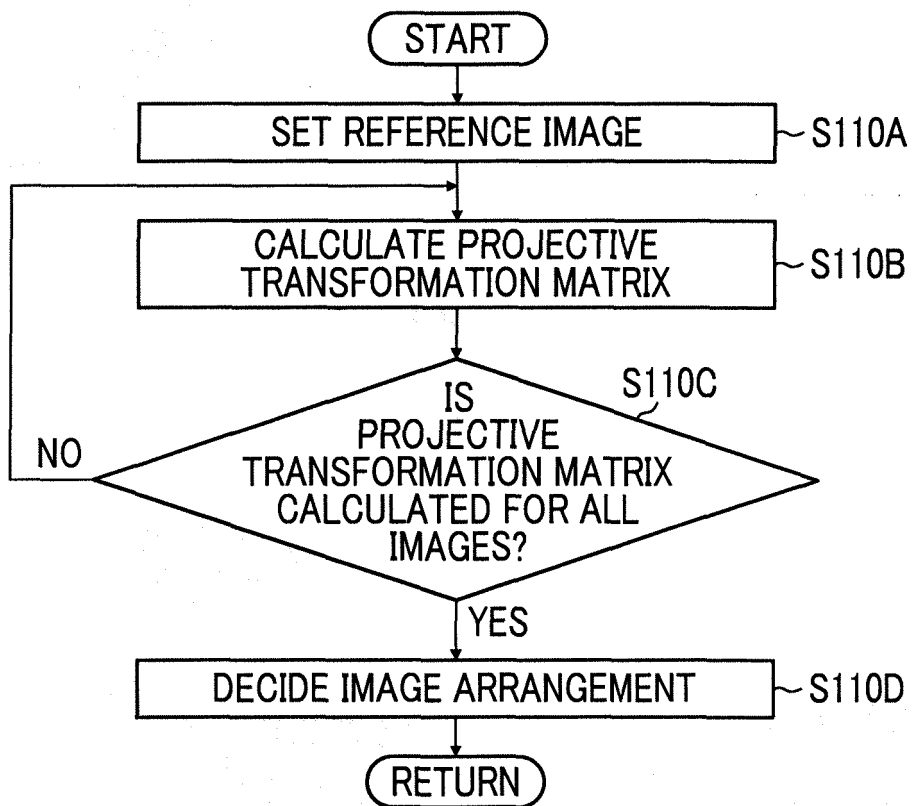 START
SET REFERENCE IMAGE
S110A
CALCULATE PROJECTIVE
TRANSFORMATION MATRIX
S110B
S110C
IS
PROJECTIVE
TRANSFORMATION MATRIX
CALCULATED FOR ALL
IMAGES?
NO
YES
DECIDE IMAGE ARRANGEMENT
S110D
RETURN